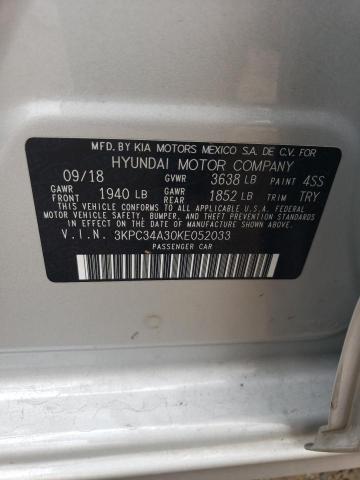 MFD. BY KIA MOTORS MEXICO S.A. DE C.V. FOR
HYUNDAI MOTOR COMPANY
09/18 GVWR 3638 LB PAINT 4SS
GAWR FRONT 1940 LB GAWR REAR 1852 LB TRIM TRY
THIS VEHICLE CONFORMS TO ALL APPLICABLE U.S.A. FEDERAL
MOTOR VEHICLE SAFETY, BUMPER, AND THEFT PREVENTION STANDARDS
IN EFFECT ON THE DATE OF MANUFACTURE SHOWN ABOVE.
V.I.N. 3KPC34A30KE052033
PASSENGER CAR